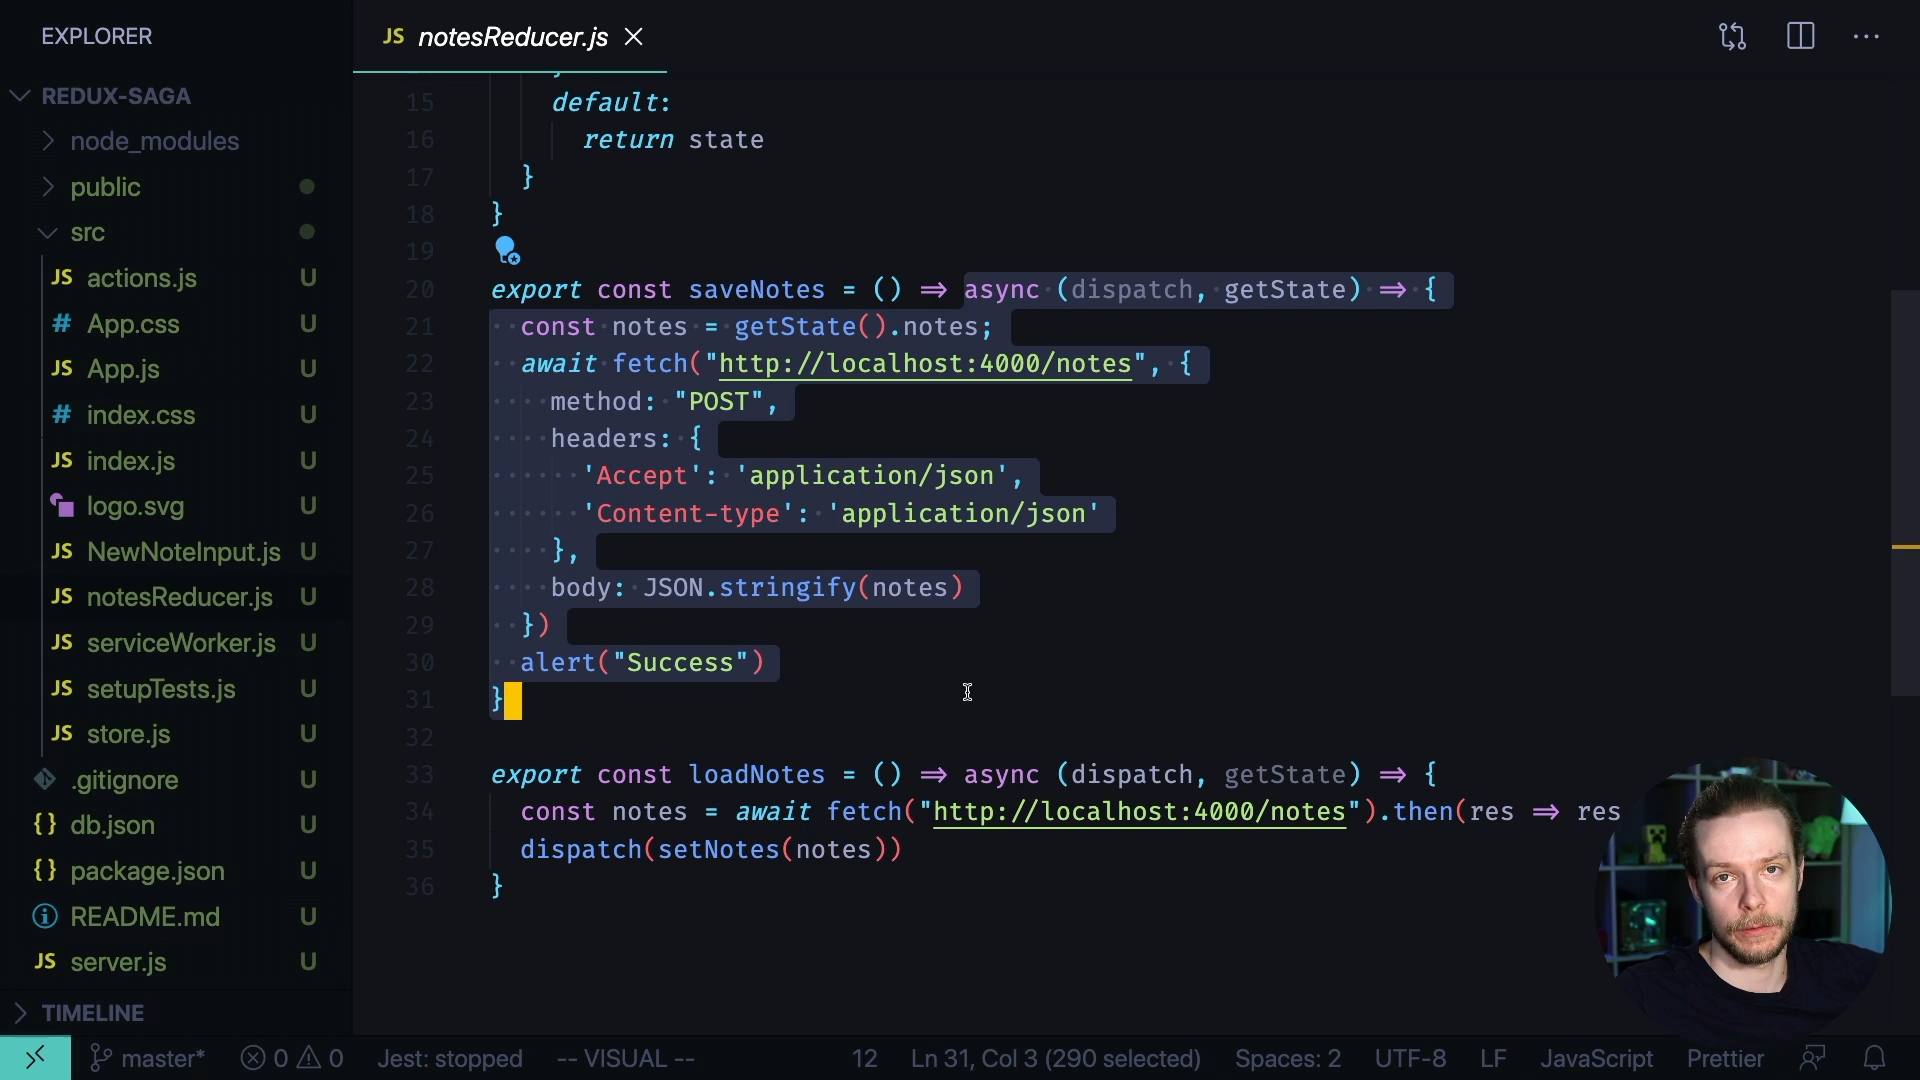 EXPLORER
REDUX-SAGA
node_modules
public
src
JS actions.js U
# App.css U
JS App.js U
# index.css U
JS index.js U
logo.svg U
JS NewNoteInput.js U
JS notesReducer.js U
JS serviceWorker.js U
JS setupTests.js U
JS store.js U
.gitignore U
{} db.json U
{} package.json U
README.md U
JS server.js U
TIMELINE
JS notesReducer.js
15 default:
16 return state
17 }
18 }
19
20 export const saveNotes = () => async (dispatch, getState) => {
21 const notes = getState().notes;
22 await fetch("http://localhost:4000/notes", {
23 method: "POST",
24 headers: {
25 'Accept': 'application/json',
26 'Content-type': 'application/json'
27 },
28 body: JSON.stringify(notes)
29 })
30 alert("Success")
31 }
32
33 export const loadNotes = () => async (dispatch, getState) => {
34 const notes = await fetch("http://localhost:4000/notes").then(res => res
35 dispatch(setNotes(notes))
36 }
master* 0 0 Jest: stopped -- VISUAL -- 12 Ln 31, Col 3 (290 selected) Spaces: 2 UTF-8 LF JavaScript Prettier